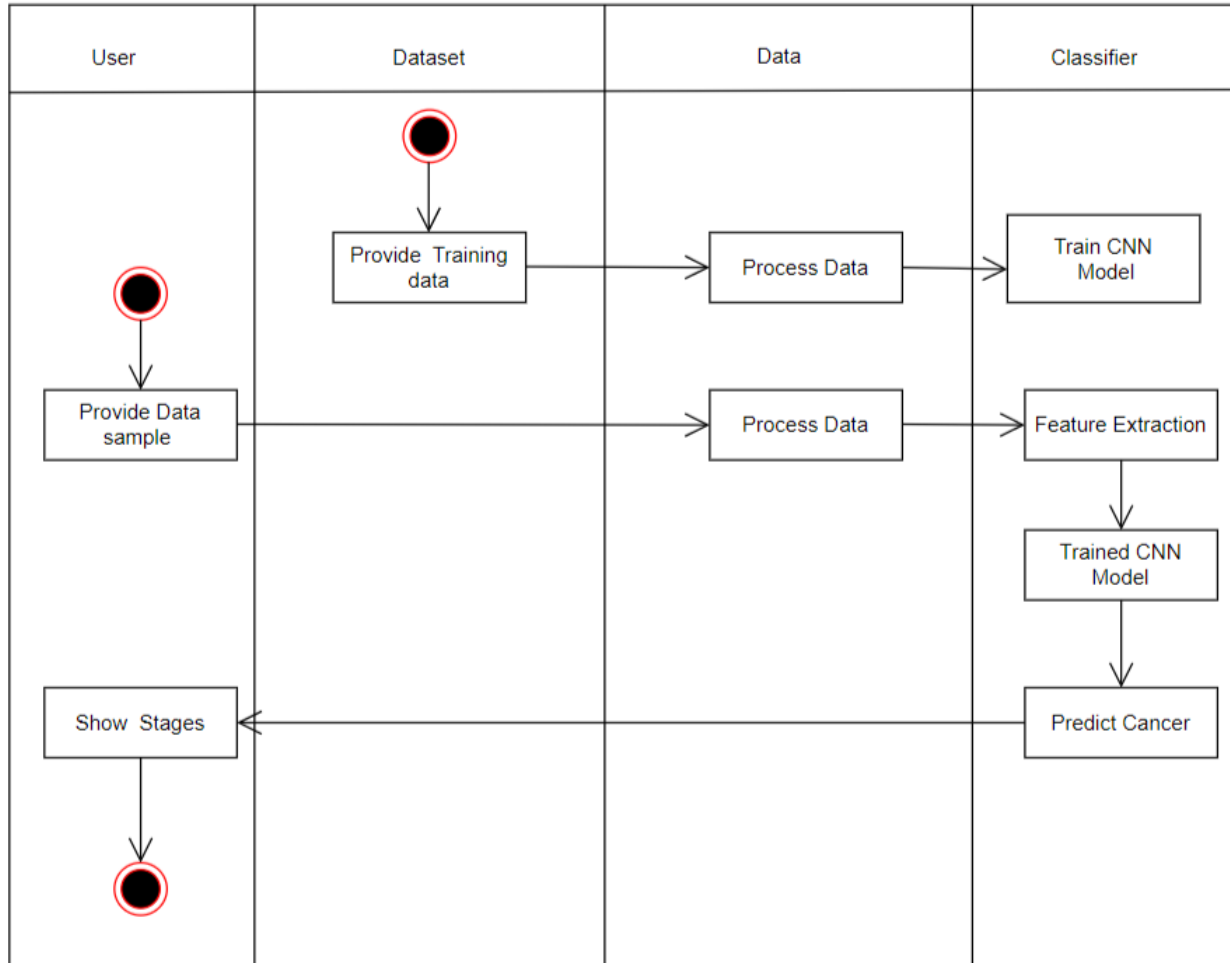 User
Dataset
Data
Classifier
Provide Training
data
Process Data
Train CNN
Model
Provide Data
sample
Process Data
Feature Extraction
Trained CNN
Model
Show Stages
Predict Cancer